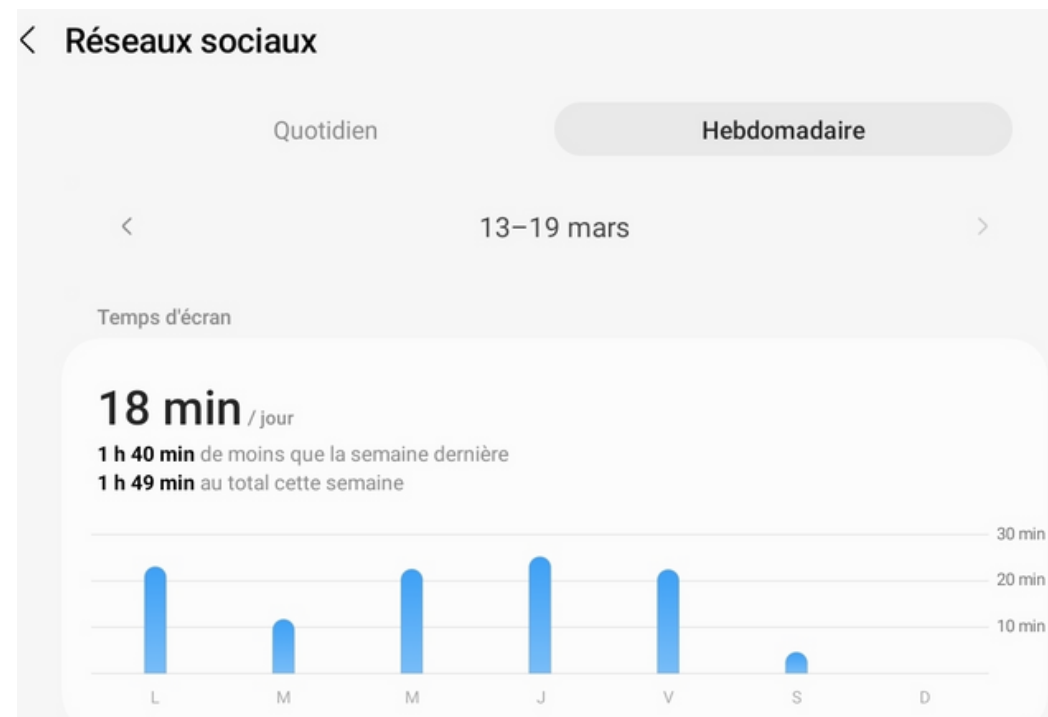 Réseaux sociaux
Quotidien Hebdomadaire
13–19 mars
Temps d'écran
18 min / jour
1 h 40 min de moins que la semaine dernière
1 h 49 min au total cette semaine
30 min
20 min
10 min
L M M J V S D